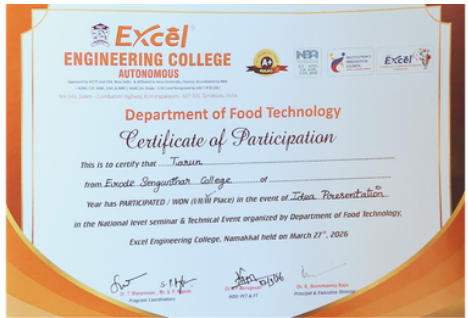 Excel
ENGINEERING COLLEGE
AUTONOMOUS
A+
NBA
Excel
Department of Food Technology
Certificate of Participation
This is to certify that Tarun
from Erode Sengunthar College of
Year has PARTICIPATED / WON (I/II/III Place) in the event of Idea Presentation
in the National level seminar & Technical Event organized by Department of Food Technology,
Excel Engineering College, Namakkal held on March 27th, 2026
Program Coordinators
HOD
Principal & Executive Director